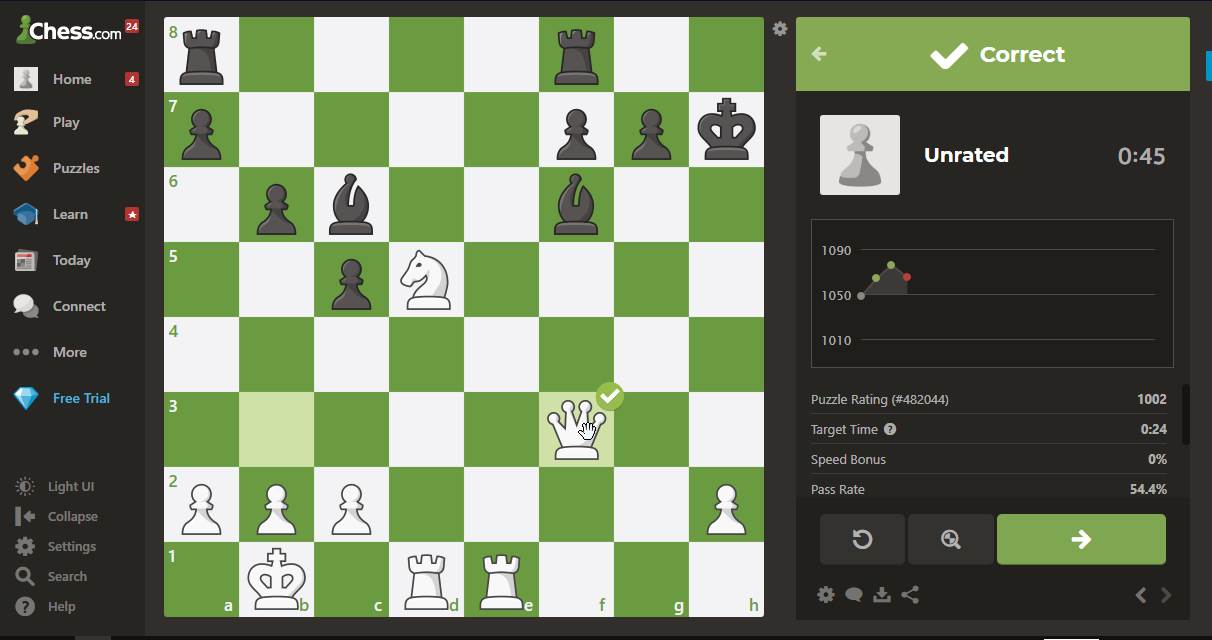 Chess.com 24
Home 4
Play
Puzzles
Learn
Today
Connect
More
Free Trial
Light UI
Collapse
Settings
Search
Help
8
7
6
5
4
3
2
1
a b c d e f g h
Correct
Unrated 0:45
1090
1050
1010
Puzzle Rating (#482044) 1002
Target Time ? 0:24
Speed Bonus 0%
Pass Rate 54.4%